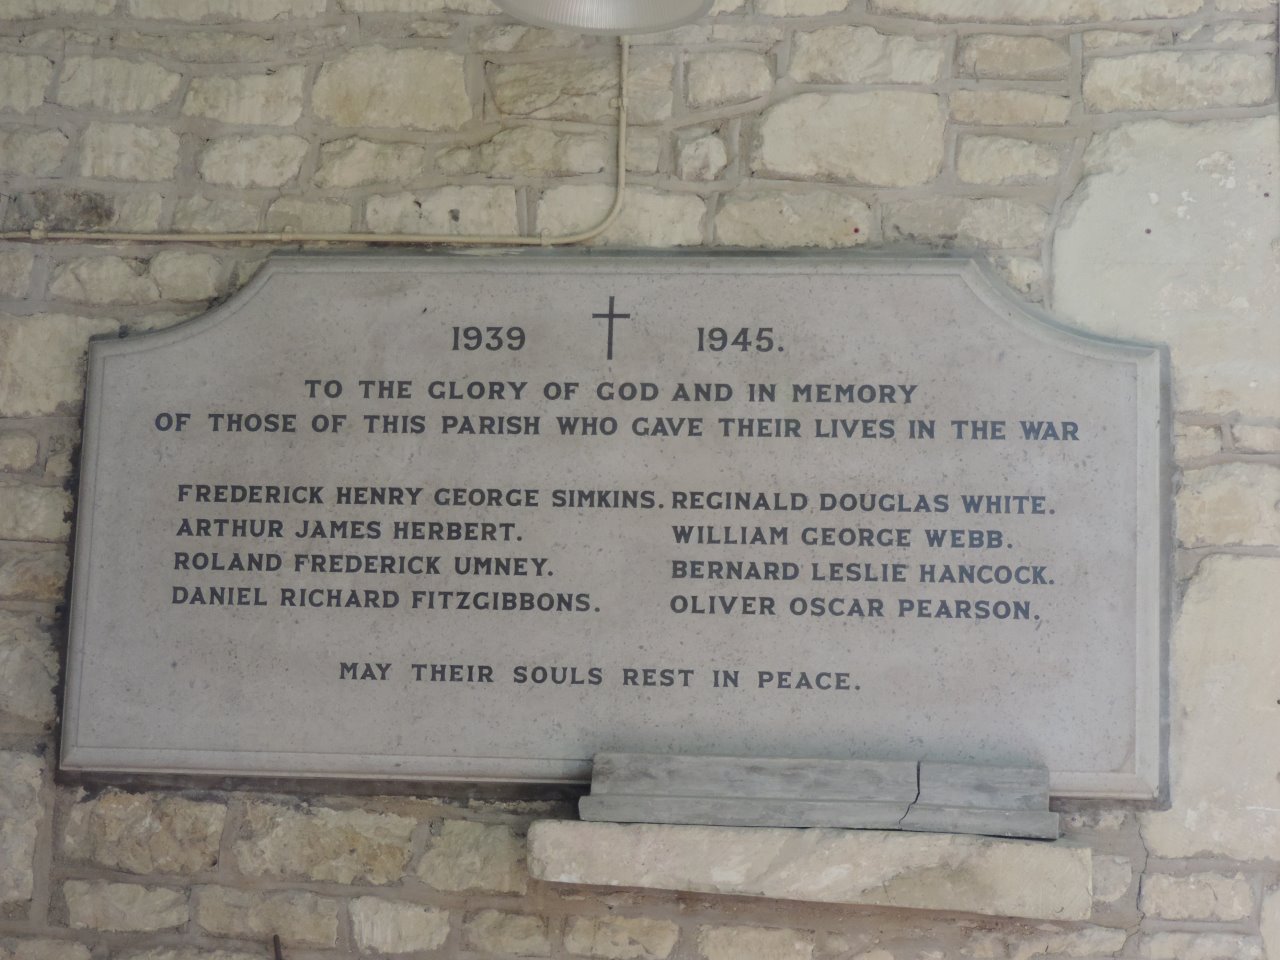 1939 1945.
TO THE GLORY OF GOD AND IN MEMORY
OF THOSE OF THIS PARISH WHO GAVE THEIR LIVES IN THE WAR
FREDERICK HENRY GEORGE SIMKINS. REGINALD DOUGLAS WHITE.
ARTHUR JAMES HERBERT. WILLIAM GEORGE WEBB.
ROLAND FREDERICK UMNEY. BERNARD LESLIE HANCOCK.
DANIEL RICHARD FITZGIBBONS. OLIVER OSCAR PEARSON.
MAY THEIR SOULS REST IN PEACE.